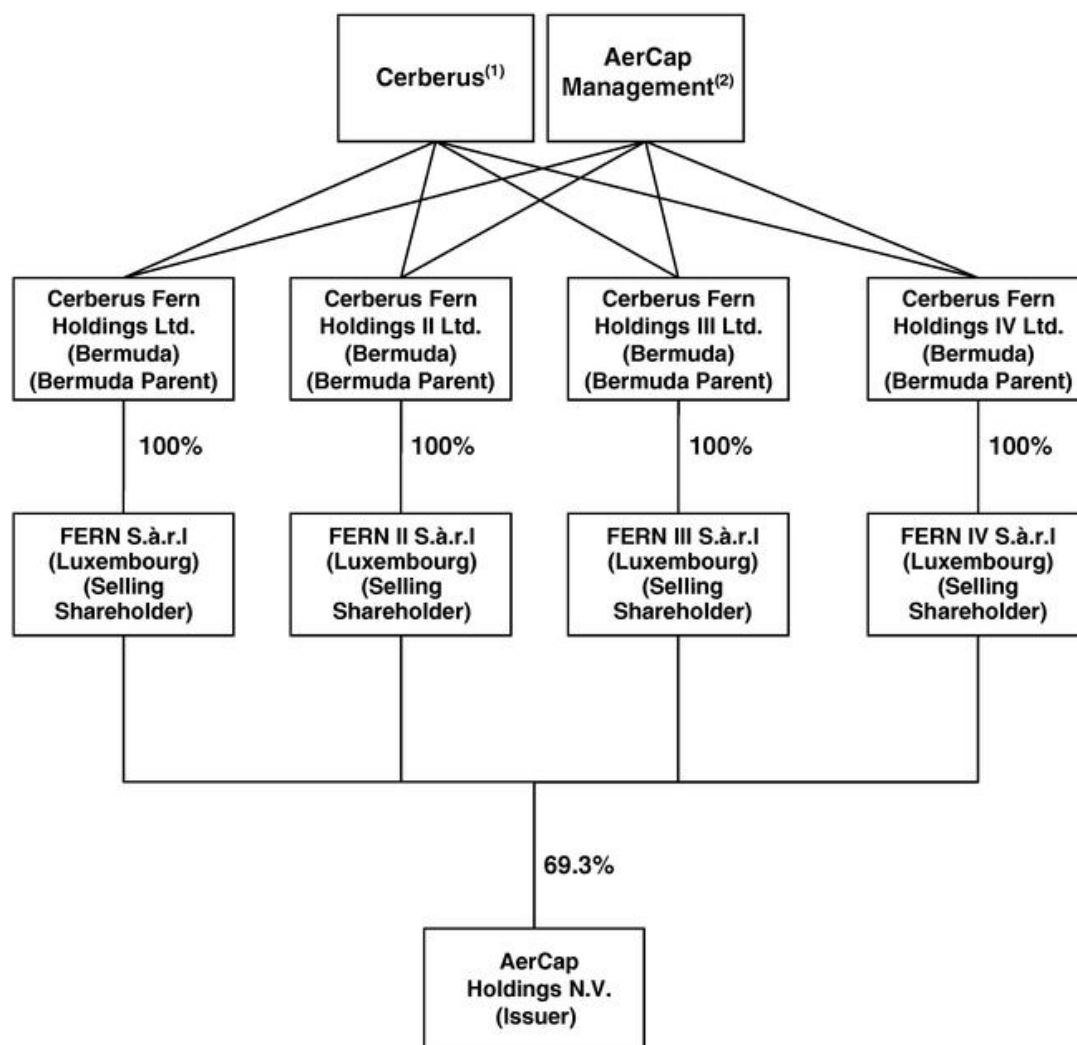 Cerberus(1)
AerCap
Management(2)
Cerberus Fern
Holdings Ltd.
(Bermuda)
(Bermuda Parent)
Cerberus Fern
Holdings II Ltd.
(Bermuda)
(Bermuda Parent)
Cerberus Fern
Holdings III Ltd.
(Bermuda)
(Bermuda Parent)
Cerberus Fern
Holdings IV Ltd.
(Bermuda)
(Bermuda Parent)
100%
100%
100%
100%
FERN S.à.r.l
(Luxembourg)
(Selling
Shareholder)
FERN II S.à.r.l
(Luxembourg)
(Selling
Shareholder)
FERN III S.à.r.l
(Luxembourg)
(Selling
Shareholder)
FERN IV S.à.r.l
(Luxembourg)
(Selling
Shareholder)
69.3%
AerCap
Holdings N.V.
(Issuer)